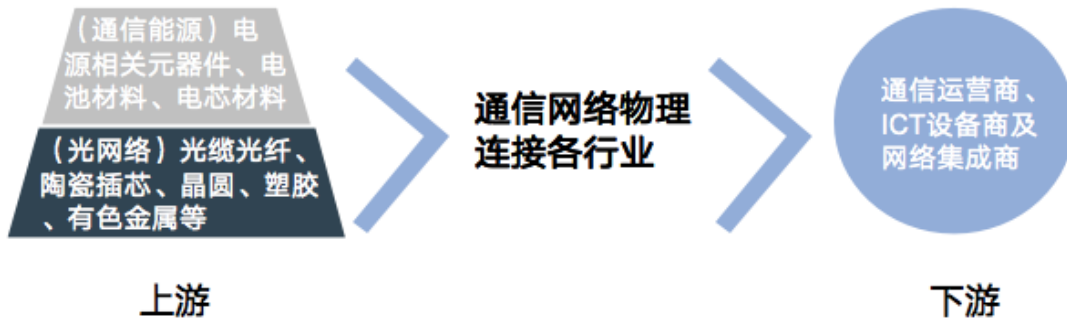 （通信能源）电
源相关元器件、电
池材料、电芯材料
（光网络）光缆光纤、
陶瓷插芯、晶圆、塑胶
、有色金属等
上游
通信网络物理
连接各行业
通信运营商、
ICT设备商及
网络集成商
下游